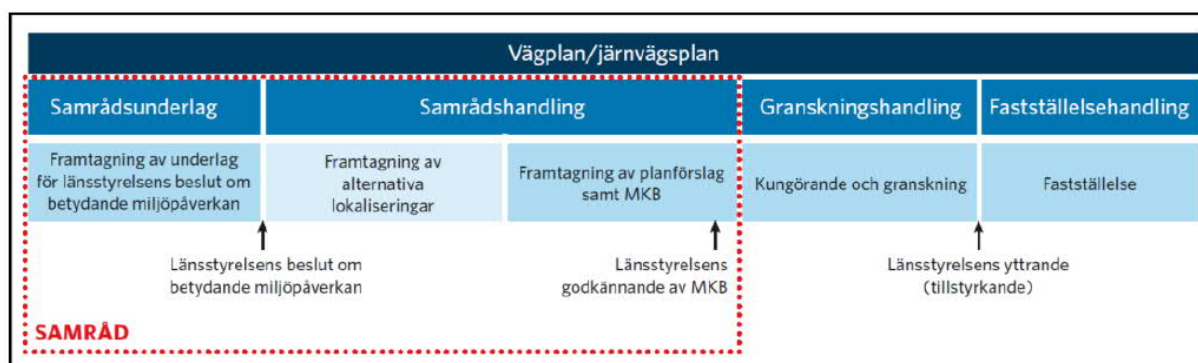 Vägplan/järnvägsplan
Samrådsunderlag
Samrådshandling
Granskningshandling
Fastställelsehandling
Framtagning av underlag
för länsstyrelsens beslut om
betydande miljöpåverkan
Framtagning av
alternativa
lokaliseringar
Framtagning av planförslag
samt MKB
Kungörande och granskning
Fastställelse
Länsstyrelsens beslut om
betydande miljöpåverkan
Länsstyrelsens
godkännande av MKB
Länsstyrelsens yttrande
(tillstyrkande)
SAMRÅD